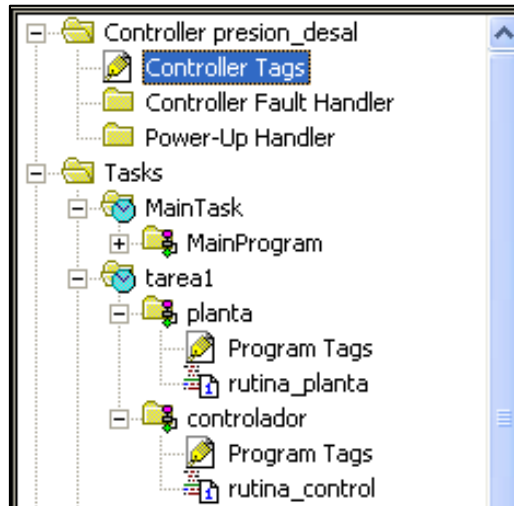 Controller presion_desal
Controller Tags
Controller Fault Handler
Power-Up Handler
Tasks
MainTask
MainProgram
tarea1
planta
Program Tags
rutina_planta
controlador
Program Tags
rutina_control